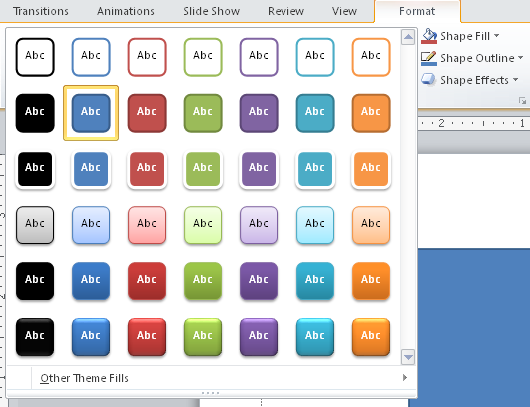 Transitions Animations Slide Show Review View Format
Abc Abc Abc Abc Abc Abc Abc
Abc Abc Abc Abc Abc Abc Abc
Abc Abc Abc Abc Abc Abc Abc
Abc Abc Abc Abc Abc Abc Abc
Abc Abc Abc Abc Abc Abc Abc
Abc Abc Abc Abc Abc Abc Abc
Other Theme Fills
Shape Fill
Shape Outline
Shape Effects
2 1
3
2
1